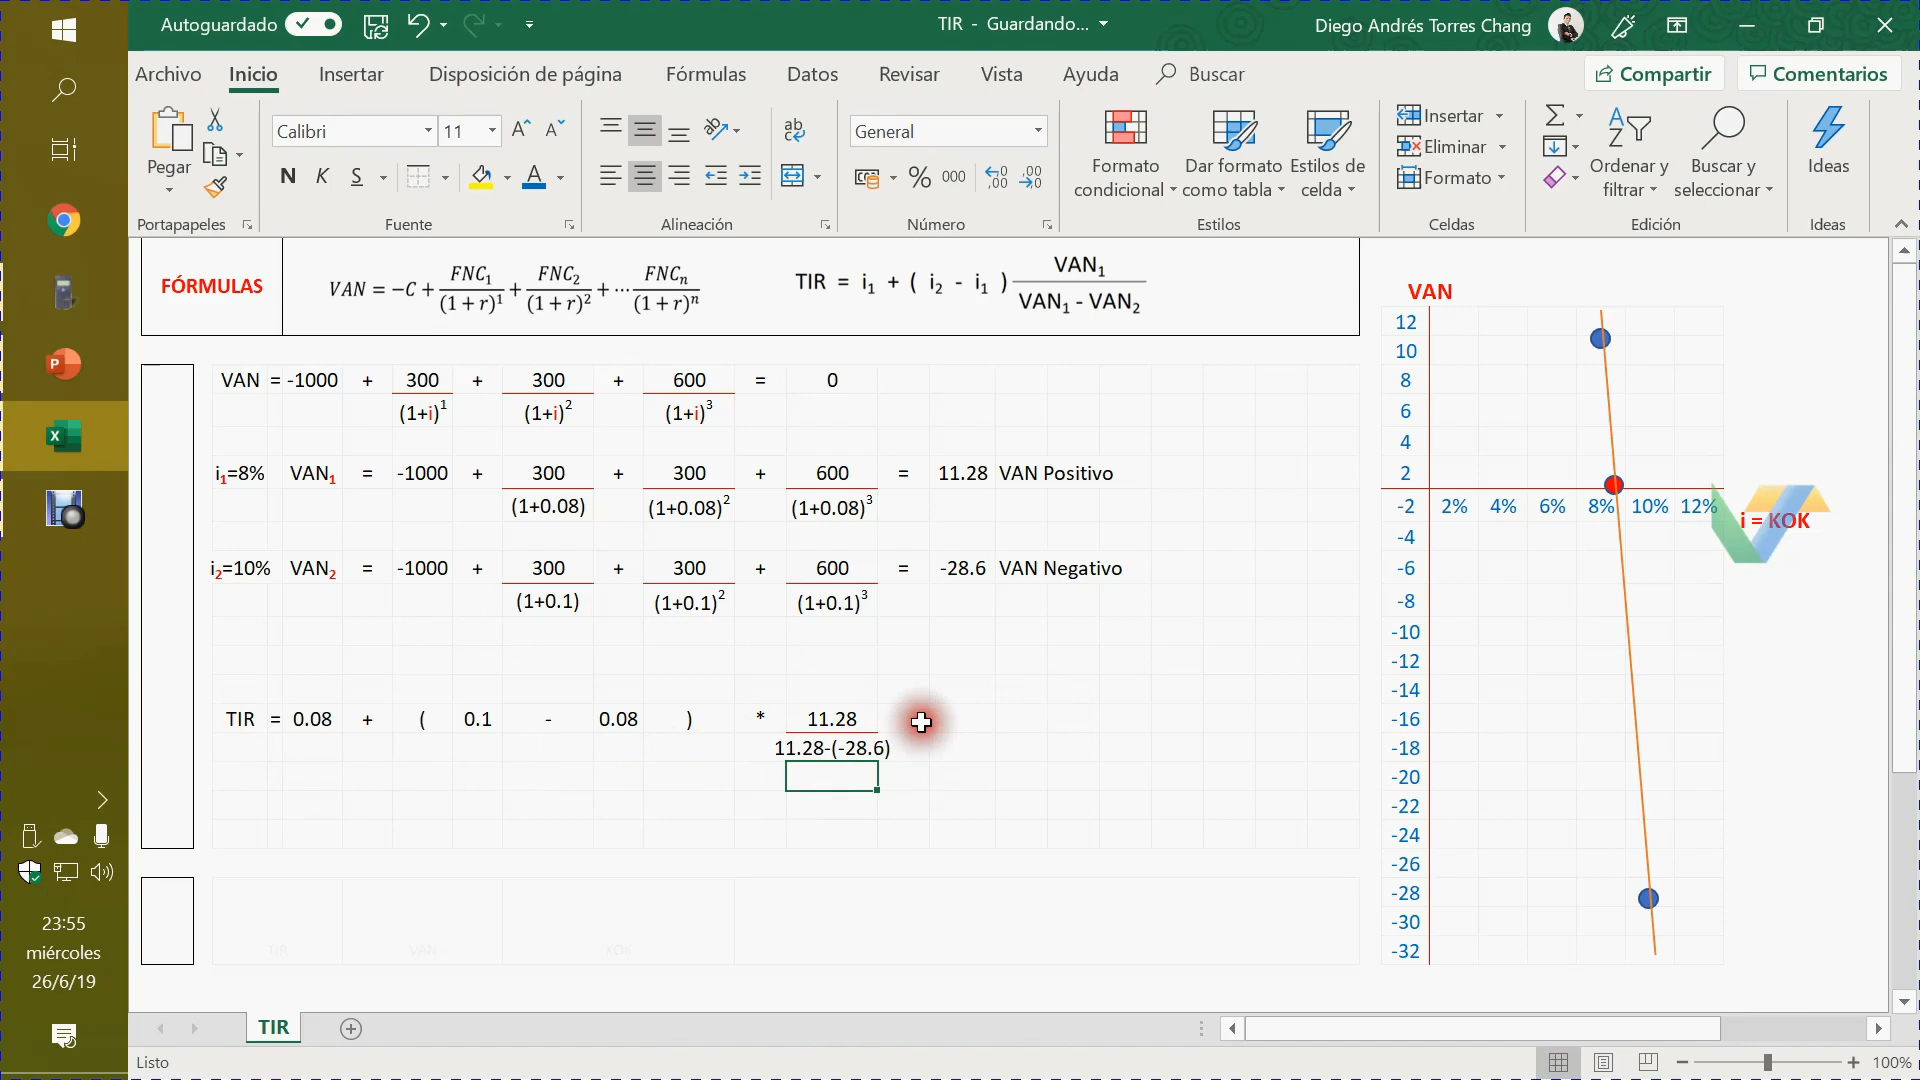 Autoguardado
TIR - Guardando...
Diego Andrés Torres Chang
Archivo Inicio Insertar Disposición de página Fórmulas Datos Revisar Vista Ayuda Buscar
Compartir Comentarios
Pegar
Calibri 11
N K S
General
% 000
Formato condicional
Dar formato como tabla
Estilos de celda
Insertar
Eliminar
Formato
Ordenar y filtrar
Buscar y seleccionar
Ideas
Portapapeles Fuente Alineación Número Estilos Celdas Edición Ideas
FÓRMULAS
VAN = −C + FNC₁/(1 + r)¹ + FNC₂/(1 + r)² + ⋯ FNCₙ/(1 + r)ⁿ
TIR = i₁ + ( i₂ - i₁ ) VAN₁/VAN₁ - VAN₂
VAN = -1000 + 300 + 300 + 600 = 0
(1+i)¹ (1+i)² (1+i)³
i₁=8% VAN₁ = -1000 + 300 + 300 + 600 = 11.28 VAN Positivo
(1+0.08) (1+0.08)² (1+0.08)³
i₂=10% VAN₂ = -1000 + 300 + 300 + 600 = -28.6 VAN Negativo
(1+0.1) (1+0.1)² (1+0.1)³
TIR = 0.08 + ( 0.1 - 0.08 ) * 11.28
11.28-(-28.6)
TIR VAN KOK
VAN
12
10
8
6
4
2
-2 2% 4% 6% 8% 10% 12%
i = KOK
-4
-6
-8
-10
-12
-14
-16
-18
-20
-22
-24
-26
-28
-30
-32
23:55
miércoles
26/6/19
TIR
Listo
100%